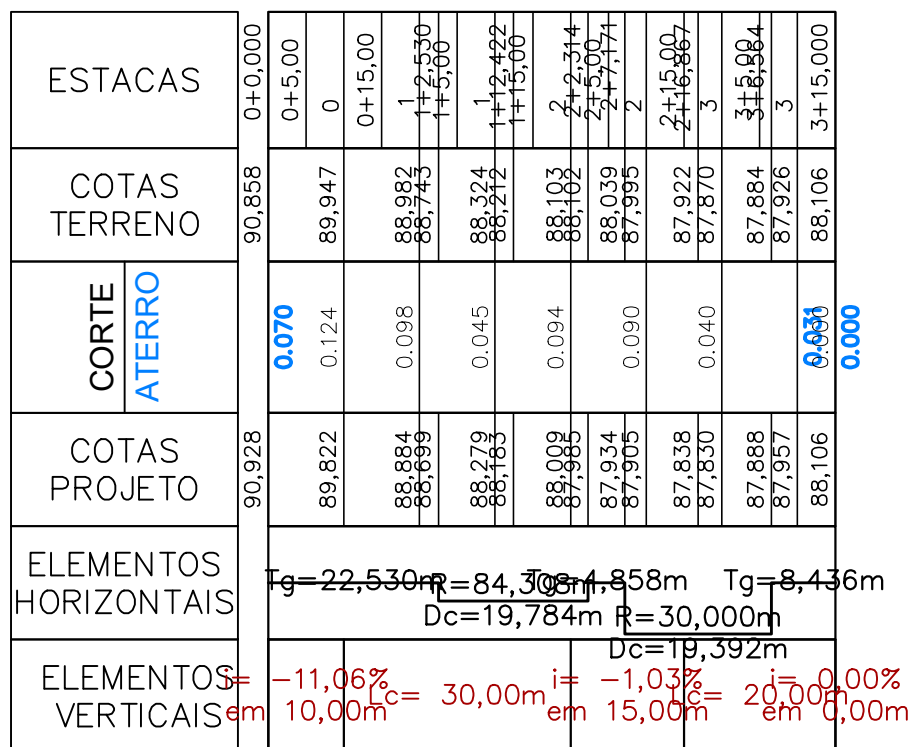 ESTACAS
0+0,000
0+5,00
0
0+15,00
1
1+2,530
1+5,00
1
1+12,422
1+15,00
2
2+2,314
2+5,00
2+7,171
2
2+15,00
2+16,867
3
3+5,00
3+6,564
3
3+15,000
COTAS
TERRENO
90,858
89,947
88,982
88,743
88,324
88,212
88,103
88,102
88,039
87,995
87,922
87,870
87,884
87,926
88,106
CORTE
ATERRO
0.070
0.124
0.098
0.045
0.094
0.090
0.040
0.031
0.000
0.000
COTAS
PROJETO
90,928
89,822
88,884
88,699
88,279
88,183
88,009
87,985
87,934
87,905
87,838
87,830
87,888
87,957
88,106
ELEMENTOS
HORIZONTAIS
Tg=22,530m
R=84,308m
Dc=19,784m
Tg=4,858m
R=30,000m
Dc=19,392m
Tg=8,436m
ELEMENTOS
VERTICAIS
i= -11,06%
em 10,00m
Lc= 30,00m
i= -1,03%
em 15,00m
Lc= 20,00m
i= 0,00%
em 0,00m